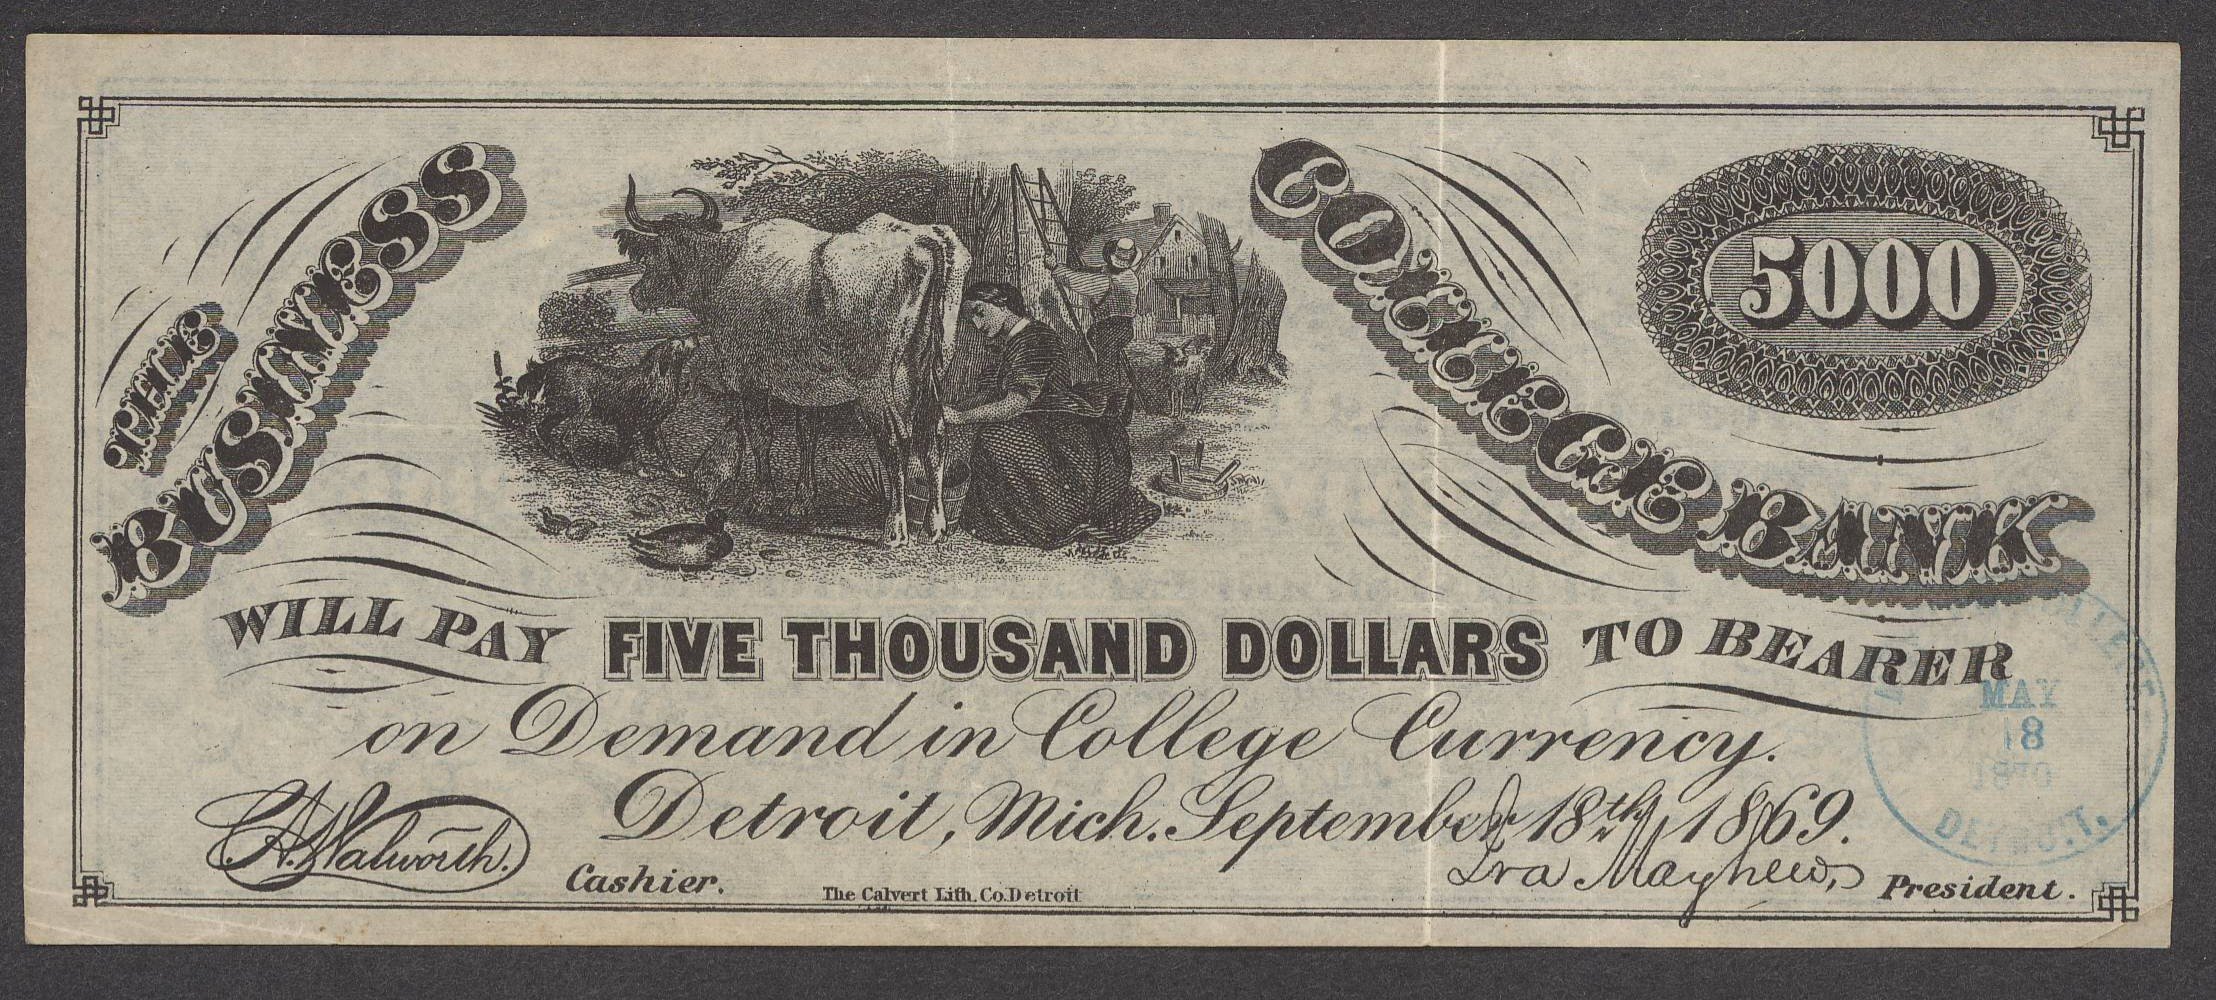 THE
BUSINESS
COLLEGE BANK
5000
WILL PAY FIVE THOUSAND DOLLARS TO BEARER
on Demand in College Currency.
Detroit, Mich. September 18th, 1869.
C. A. Walworth.
Cashier.
The Calvert Lith. Co. Detroit
Ira Mayhew,
President.
MAY
18
1870
DETROIT.